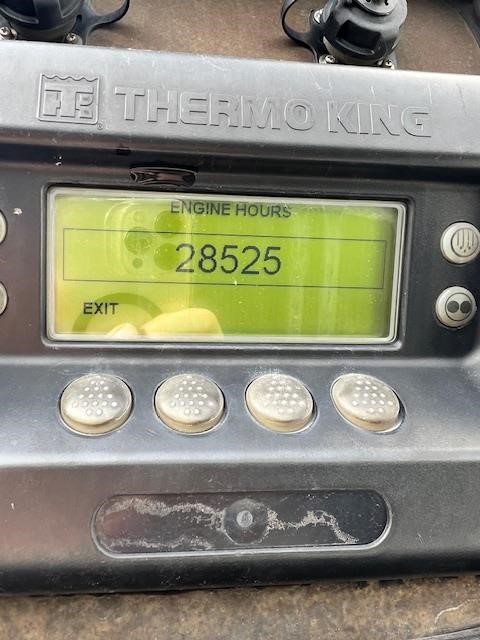 THERMO KING
ENGINE HOURS
28525
EXIT